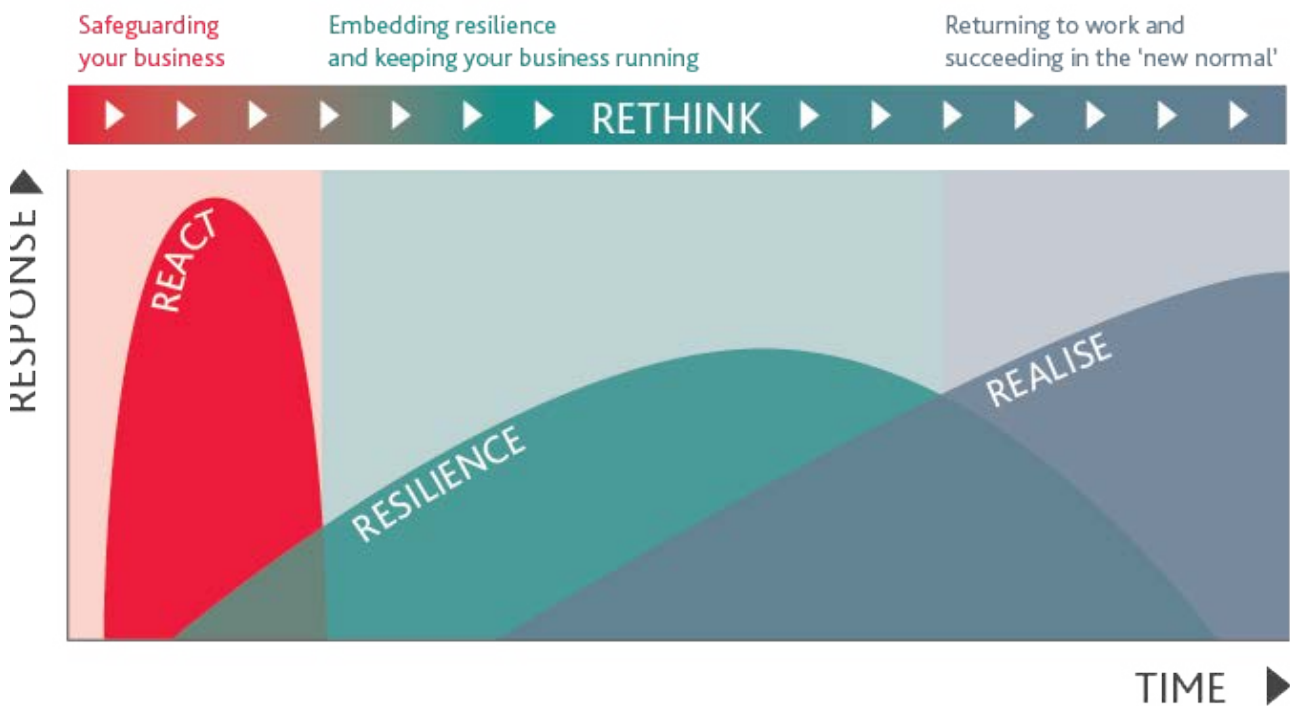 Safeguarding
your business
Embedding resilience
and keeping your business running
Returning to work and
succeeding in the 'new normal'
RETHINK
RESPONSE
REACT
RESILIENCE
REALISE
TIME